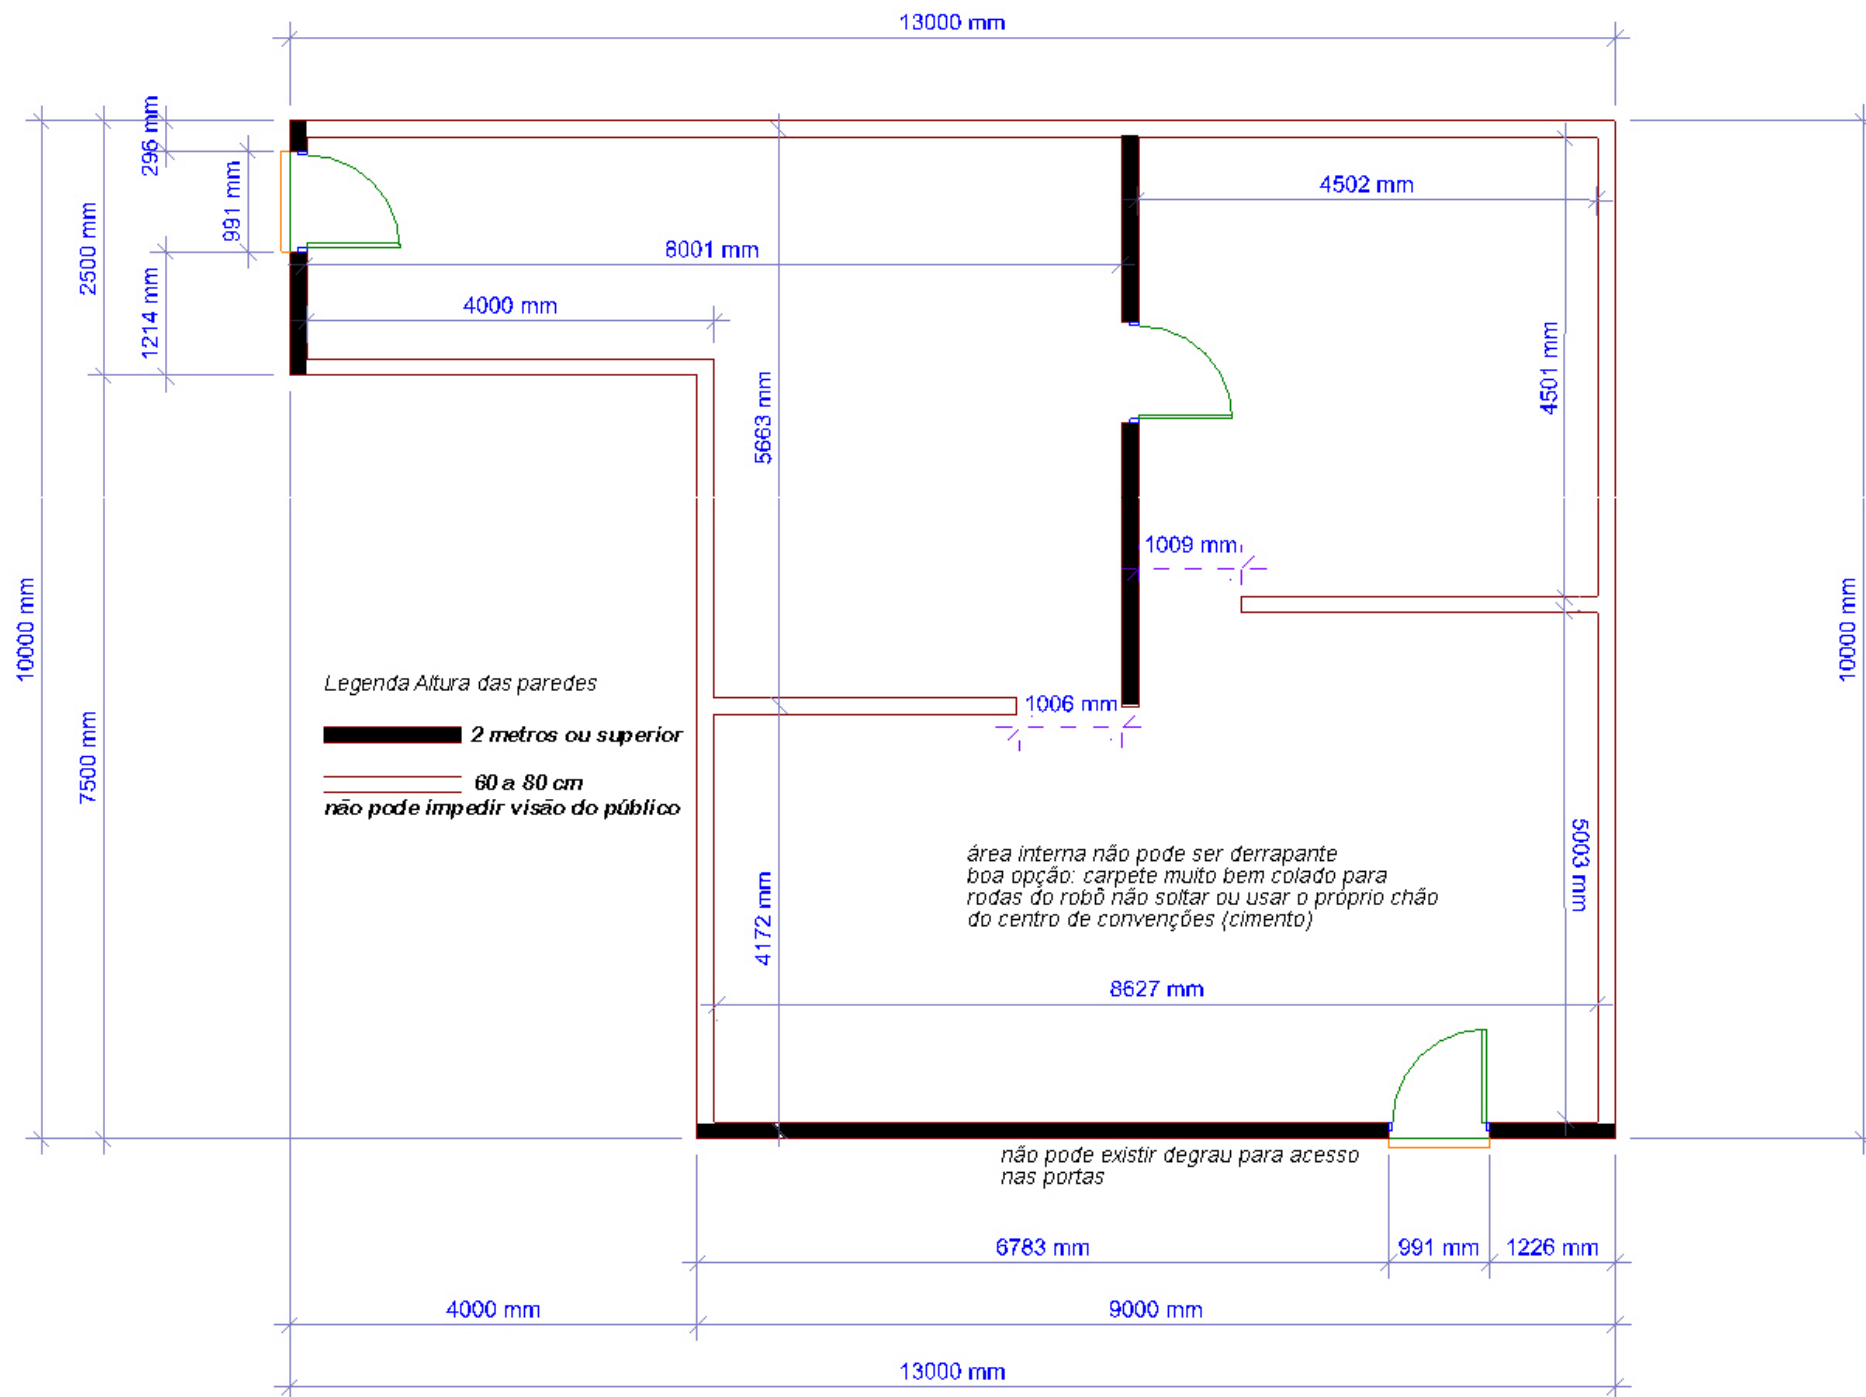 13000 mm
296 mm
991 mm
4502 mm
2500 mm
8001 mm
1214 mm
4000 mm
4501 mm
5663 mm
1009 mm
10000 mm
10000 mm
Legenda Altura das paredes
1006 mm
2 metros ou superior
7500 mm
60 a 80 cm
não pode impedir visão do público
5003 mm
área interna não pode ser derrapante
boa opção: carpete muito bem colado para
rodas do robô não soltar ou usar o próprio chão
do centro de convenções (cimento)
4172 mm
8627 mm
não pode existir degrau para acesso
nas portas
6783 mm 991 mm 1226 mm
4000 mm 9000 mm
13000 mm